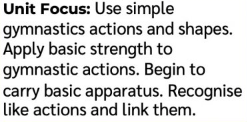 Unit Focus: Use simple
gymnastics actions and shapes.
Apply basic strength to
gymnastic actions. Begin to
carry basic apparatus. Recognise
like actions and link them.